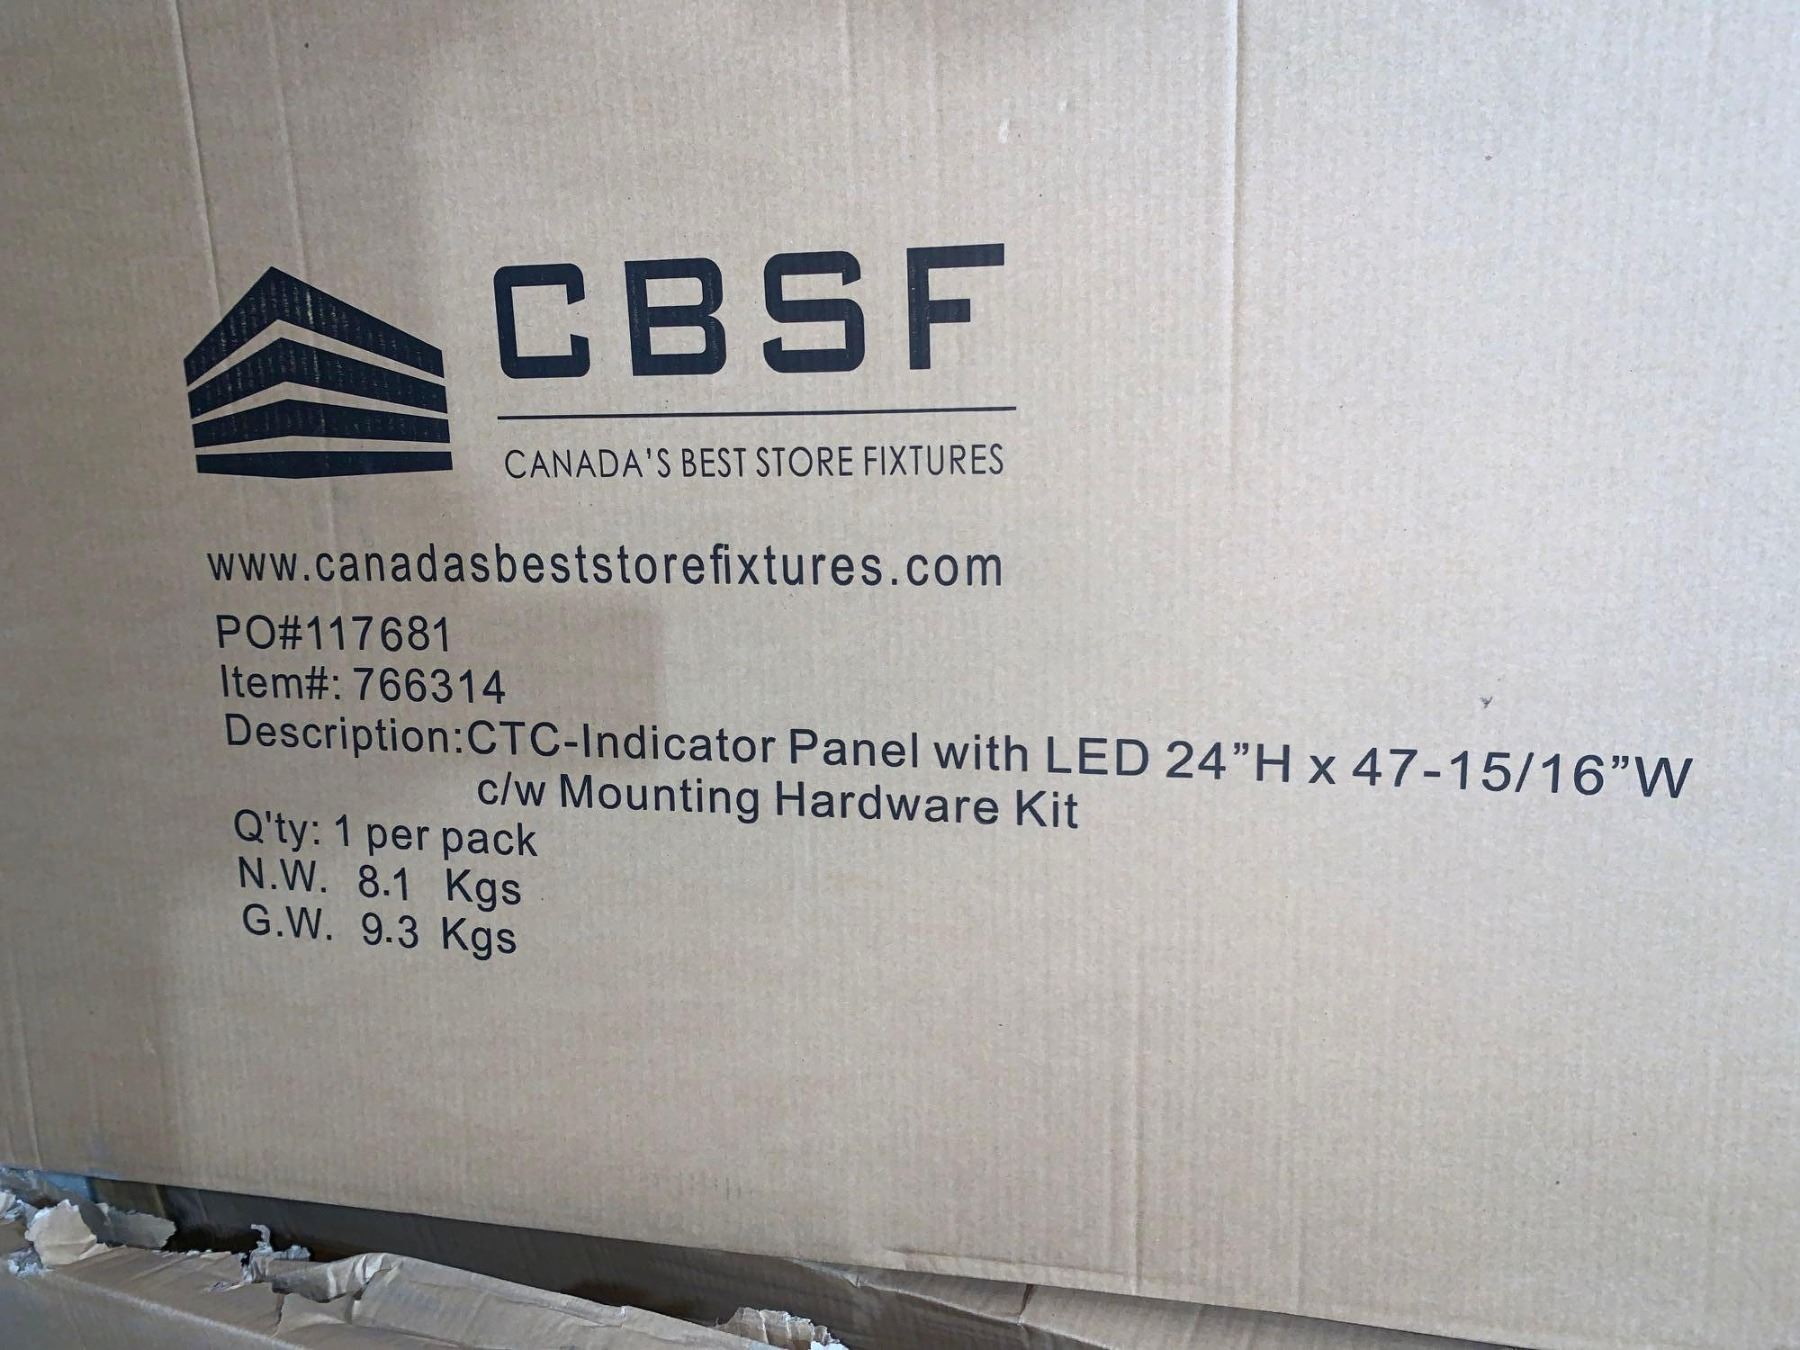 CBSF
CANADA'S BEST STORE FIXTURES
www.canadasbeststorefixtures.com
PO#117681
Item#: 766314
Description:CTC-Indicator Panel with LED 24”H x 47-15/16”W
c/w Mounting Hardware Kit
Q'ty: 1 per pack
N.W. 8.1 Kgs
G.W. 9.3 Kgs